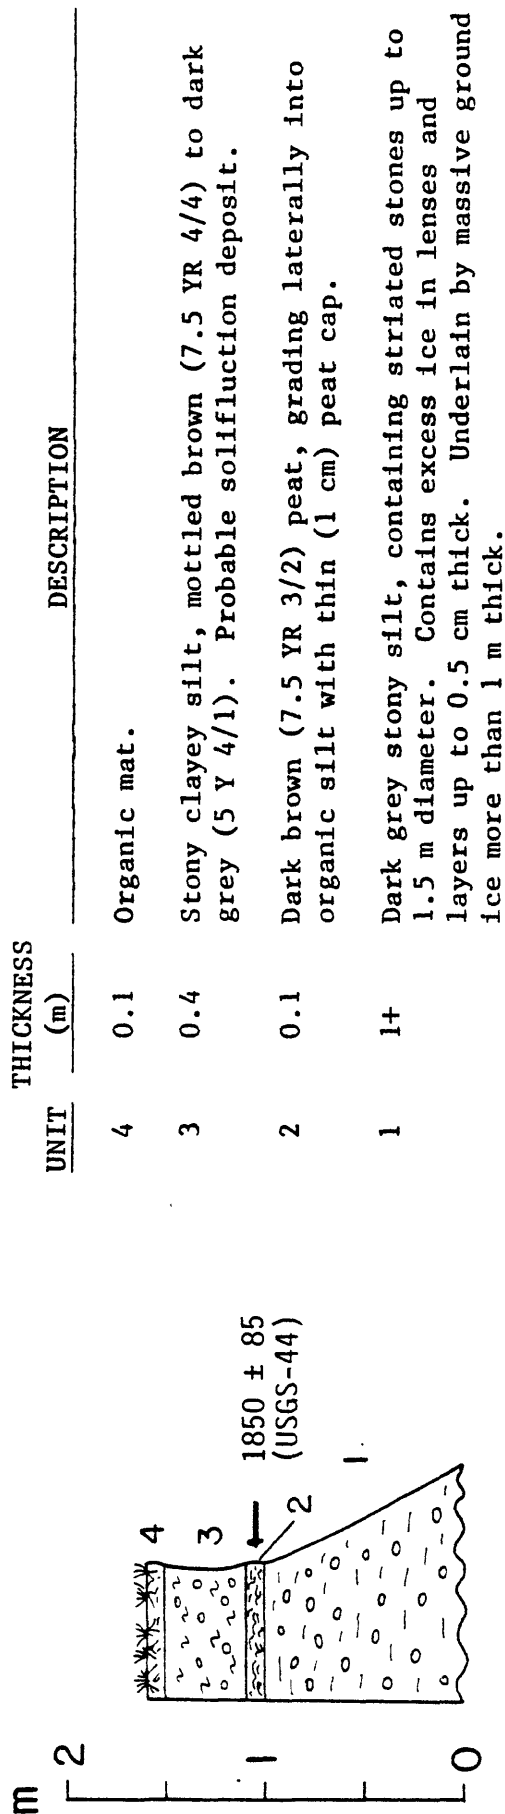 m
2
1
0
4
3
2
1
1850 ± 85
(USGS-44)
UNIT THICKNESS (m) DESCRIPTION
4 0.1 Organic mat.
3 0.4 Stony clayey silt, mottled brown (7.5 YR 4/4) to dark
grey (5 Y 4/1). Probable solifluction deposit.
2 0.1 Dark brown (7.5 YR 3/2) peat, grading laterally into
organic silt with thin (1 cm) peat cap.
1 1+ Dark grey stony silt, containing striated stones up to
1.5 m diameter. Contains excess ice in lenses and
layers up to 0.5 cm thick. Underlain by massive ground
ice more than 1 m thick.